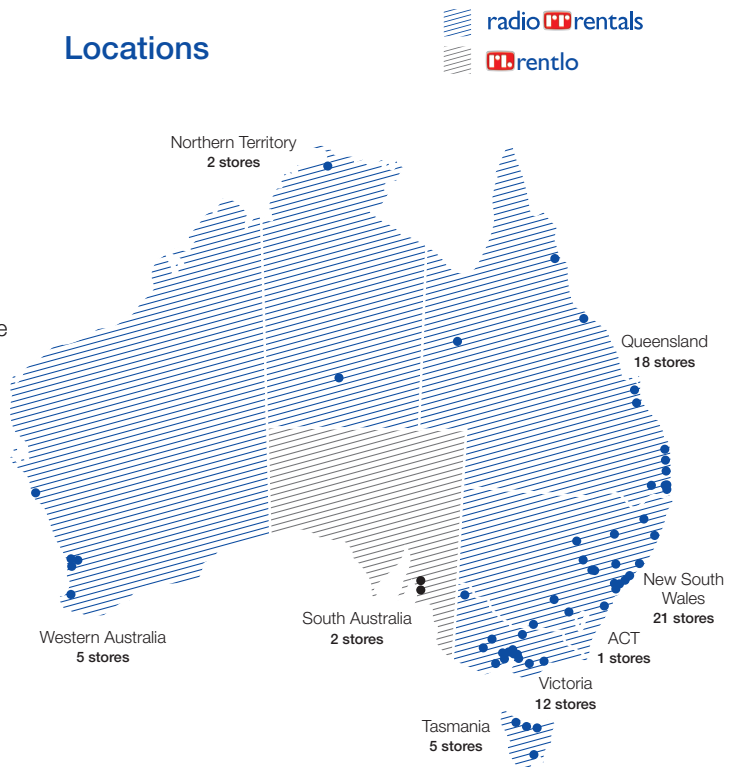 radio r.r. rentals
Locations
r.l. rentlo
Northern Territory
2 stores
e
Queensland
18 stores
New South
Wales
21 stores
South Australia
2 stores
Western Australia
5 stores
ACT
1 stores
Victoria
12 stores
Tasmania
5 stores